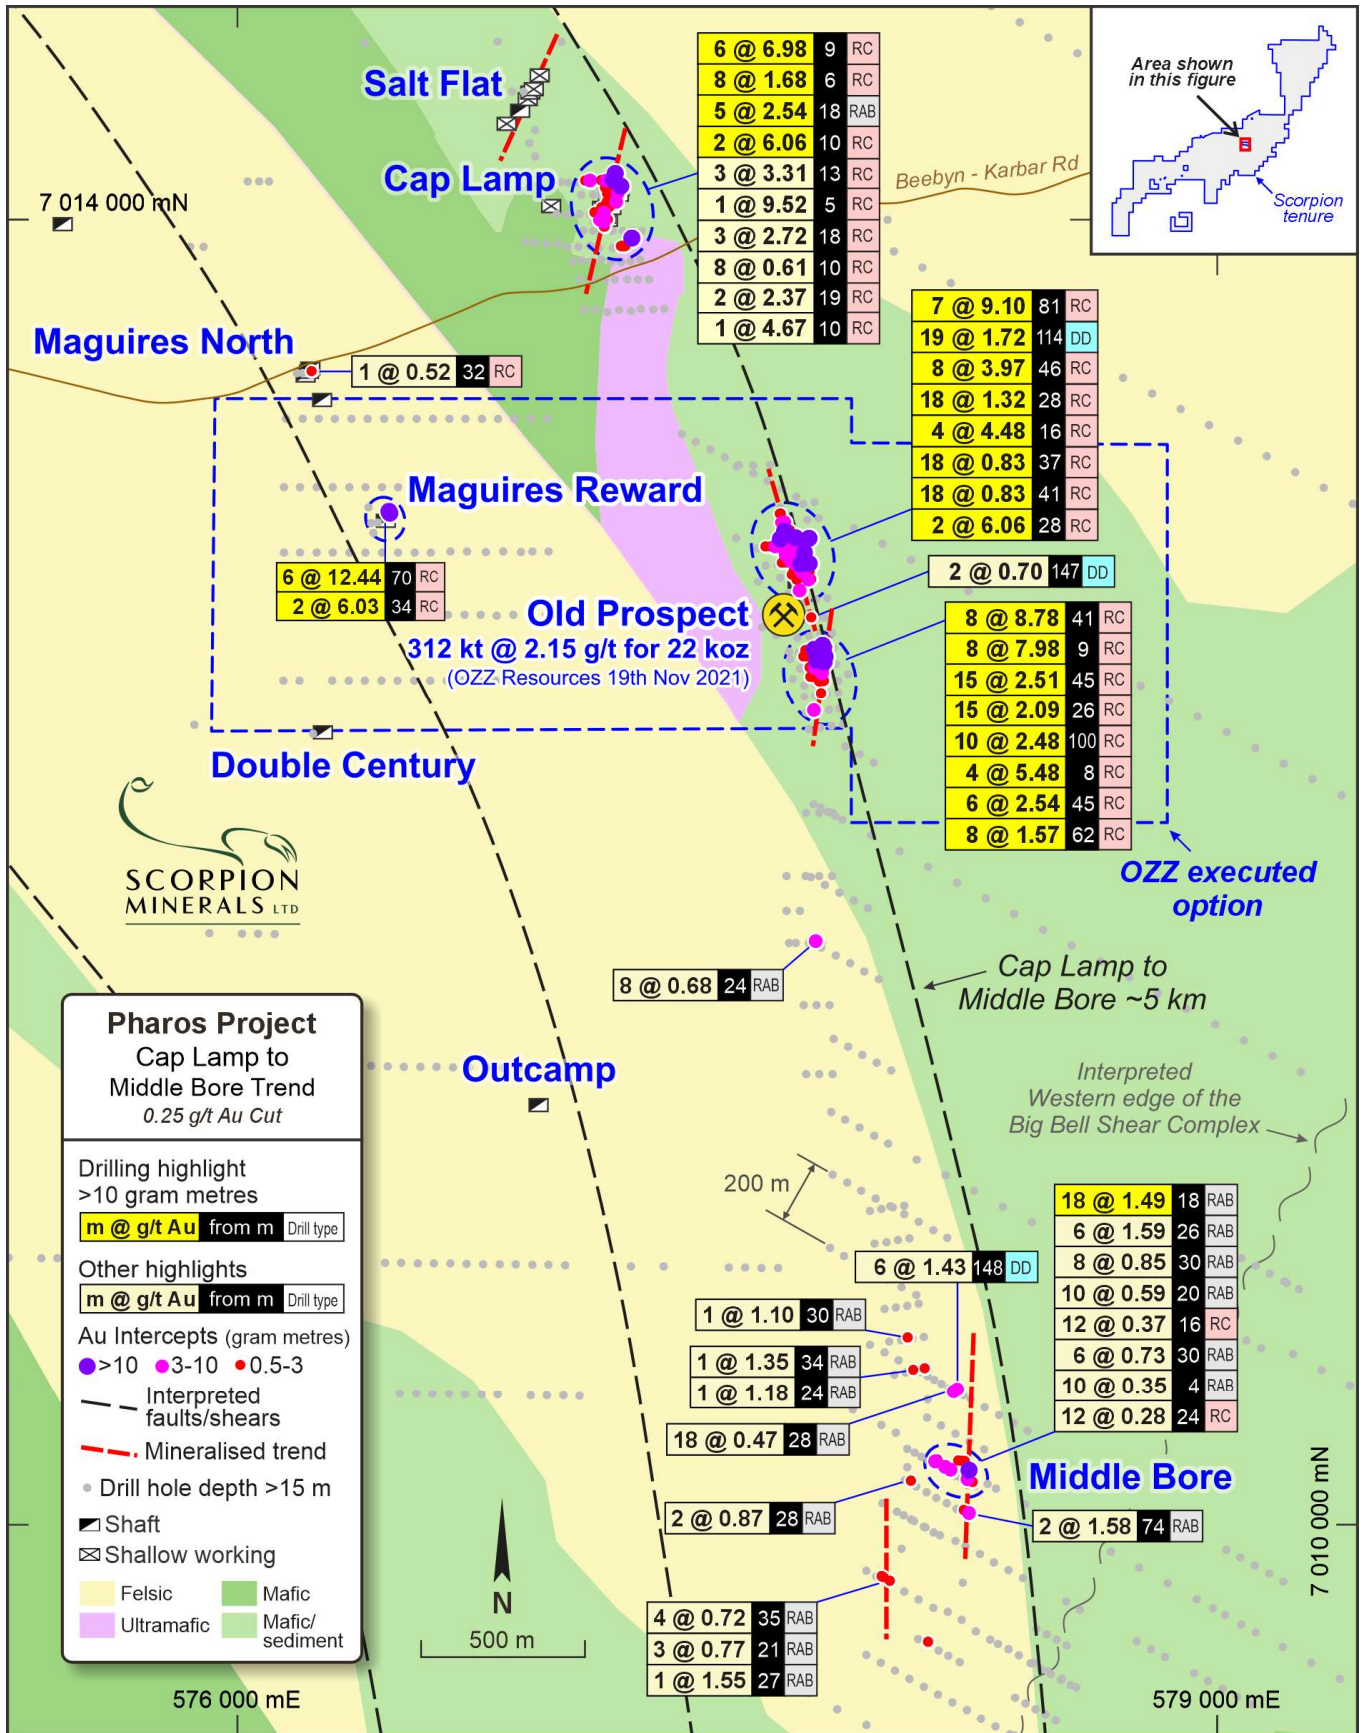 Salt Flat
Cap Lamp
7 014 000 mN
6 @ 6.98 9 RC
8 @ 1.68 6 RC
5 @ 2.54 18 RAB
2 @ 6.06 10 RC
3 @ 3.31 13 RC
1 @ 9.52 5 RC
3 @ 2.72 18 RC
8 @ 0.61 10 RC
2 @ 2.37 19 RC
1 @ 4.67 10 RC
Beebyn - Karbar Rd
Area shown
in this figure
Scorpion
tenure
Maguires North
1 @ 0.52 32 RC
7 @ 9.10 81 RC
19 @ 1.72 114 DD
8 @ 3.97 46 RC
18 @ 1.32 28 RC
4 @ 4.48 16 RC
18 @ 0.83 37 RC
18 @ 0.83 41 RC
2 @ 6.06 28 RC
Maguires Reward
6 @ 12.44 70 RC
2 @ 6.03 34 RC
2 @ 0.70 147 DD
Old Prospect
312 kt @ 2.15 g/t for 22 koz
(OZZ Resources 19th Nov 2021)
8 @ 8.78 41 RC
8 @ 7.98 9 RC
15 @ 2.51 45 RC
15 @ 2.09 26 RC
10 @ 2.48 100 RC
4 @ 5.48 8 RC
6 @ 2.54 45 RC
8 @ 1.57 62 RC
Double Century
OZZ executed
option
SCORPION
MINERALS LTD
8 @ 0.68 24 RAB
Cap Lamp to
Middle Bore ~5 km
Outcamp
Interpreted
Western edge of the
Big Bell Shear Complex
200 m
Pharos Project
Cap Lamp to
Middle Bore Trend
0.25 g/t Au Cut
Drilling highlight
>10 gram metres
m @ g/t Au from m Drill type
Other highlights
m @ g/t Au from m Drill type
Au Intercepts (gram metres)
>10 3-10 0.5-3
Interpreted
faults/shears
Mineralised trend
Drill hole depth >15 m
Shaft
Shallow working
Felsic Mafic
Ultramafic Mafic/
sediment
6 @ 1.43 148 DD
1 @ 1.10 30 RAB
1 @ 1.35 34 RAB
1 @ 1.18 24 RAB
18 @ 0.47 28 RAB
2 @ 0.87 28 RAB
18 @ 1.49 18 RAB
6 @ 1.59 26 RAB
8 @ 0.85 30 RAB
10 @ 0.59 20 RAB
12 @ 0.37 16 RC
6 @ 0.73 30 RAB
10 @ 0.35 4 RAB
12 @ 0.28 24 RC
Middle Bore
2 @ 1.58 74 RAB
7 010 000 mN
N
500 m
4 @ 0.72 35 RAB
3 @ 0.77 21 RAB
1 @ 1.55 27 RAB
576 000 mE
579 000 mE